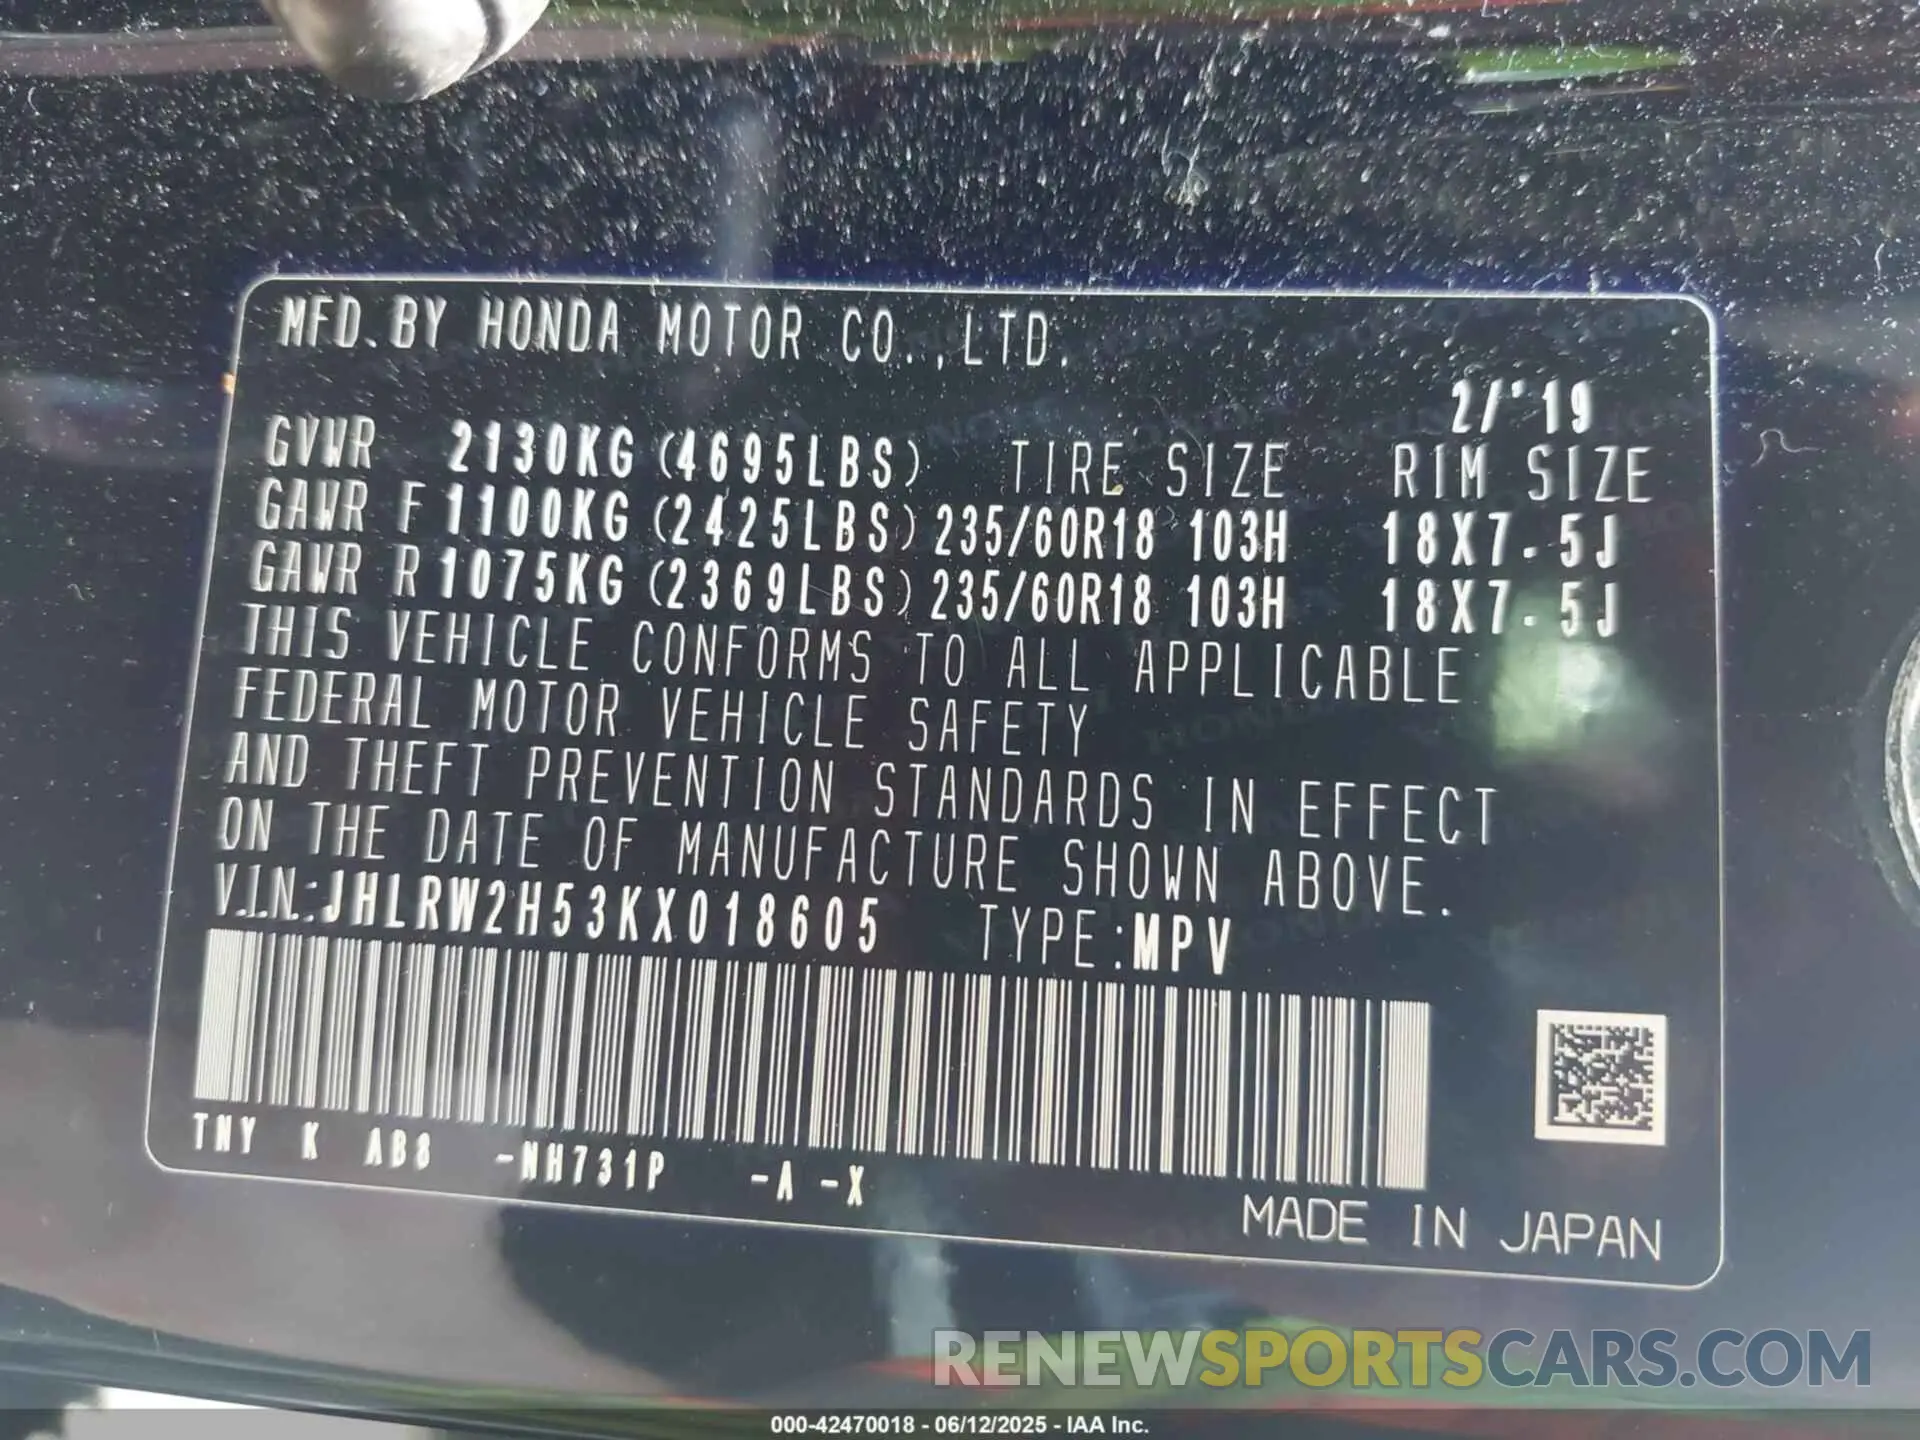 MFD.BY HONDA MOTOR CO.,LTD.
2/'19
GVWR 2130KG (4695LBS) TIRE SIZE RIM SIZE
GAWR F 1100KG (2425LBS) 235/60R18 103H 18X7.5J
GAWR R 1075KG (2369LBS) 235/60R18 103H 18X7.5J
THIS VEHICLE CONFORMS TO ALL APPLICABLE
FEDERAL MOTOR VEHICLE SAFETY
AND THEFT PREVENTION STANDARDS IN EFFECT
ON THE DATE OF MANUFACTURE SHOWN ABOVE.
V.I.N.:JHLRW2H53KX018605 TYPE:MPV
TNY K AB8 -NH731P -A -X
MADE IN JAPAN
RENEWSPORTSCARS.COM
000-42470018 - 06/12/2025 - IAA Inc.